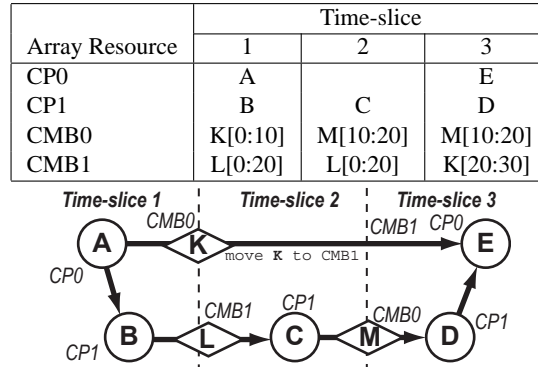 Time-slice
Array Resource 1 2 3
CP0 A E
CP1 B C D
CMB0 K[0:10] M[10:20] M[10:20]
CMB1 L[0:20] L[0:20] K[20:30]
Time-slice 1 Time-slice 2 Time-slice 3
CMB0 CMB1 CP0
A K E
move K to CMB1
CP0 CMB1 CP1 CMB0
B L C M D
CP1 CP1